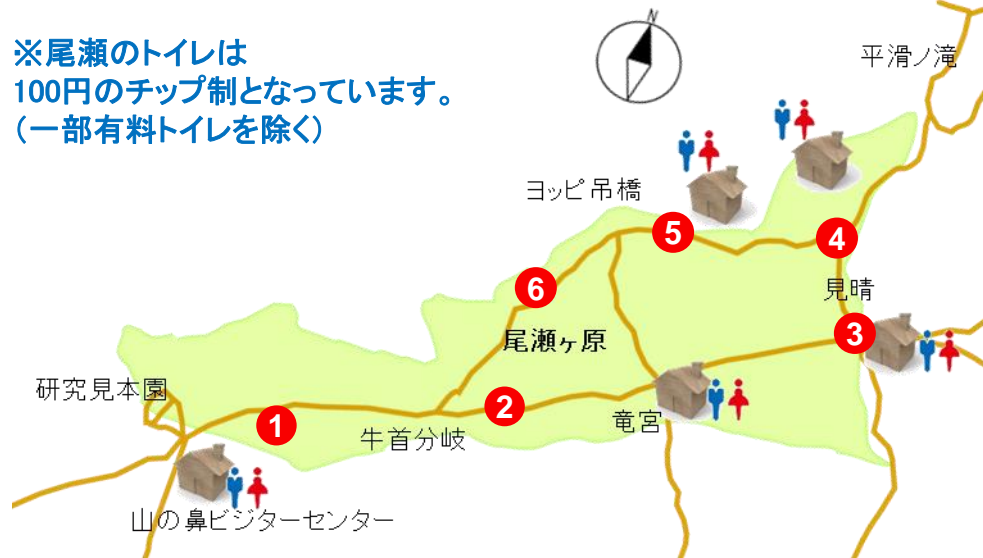 ※尾瀬のトイレは
100円のチップ制となっています。
（一部有料トイレを除く）
N
平滑ノ滝
ヨッピ吊橋
5
4
6
見晴
尾瀬ヶ原
3
研究見本園
2
1
牛首分岐
竜宮
山の鼻ビジターセンター